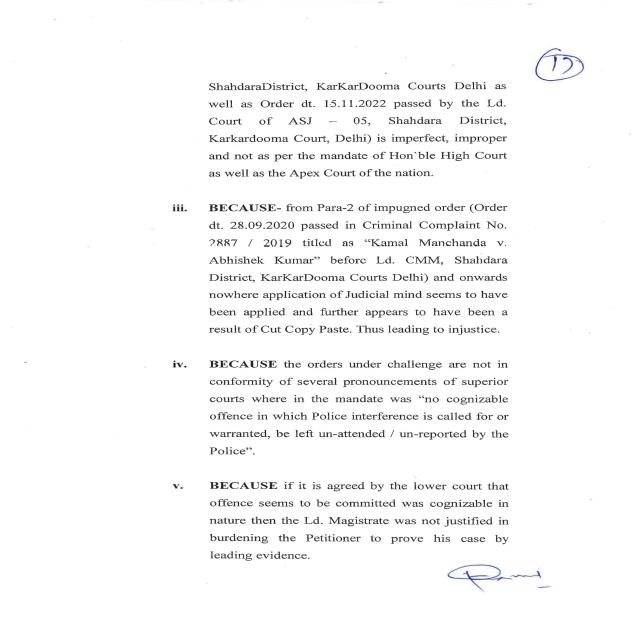 ShahdaraDistrict, KarKarDooma Courts Delhi as
well as Order dt. 15.11.2022 passed by the Ld.
Court of ASJ – 05, Shahdara District,
Karkardooma Court, Delhi) is imperfect, improper
and not as per the mandate of Hon`ble High Court
as well as the Apex Court of the nation.
iii. BECAUSE- from Para-2 of impugned order (Order
dt. 28.09.2020 passed in Criminal Complaint No.
2887 / 2019 titled as “Kamal Manchanda v.
Abhishek Kumar” before Ld. CMM, Shahdara
District, KarKarDooma Courts Delhi) and onwards
nowhere application of Judicial mind seems to have
been applied and further appears to have been a
result of Cut Copy Paste. Thus leading to injustice.
iv. BECAUSE the orders under challenge are not in
conformity of several pronouncements of superior
courts where in the mandate was “no cognizable
offence in which Police interference is called for or
warranted, be left un-attended / un-reported by the
Police”.
v. BECAUSE if it is agreed by the lower court that
offence seems to be committed was cognizable in
nature then the Ld. Magistrate was not justified in
burdening the Petitioner to prove his case by
leading evidence.